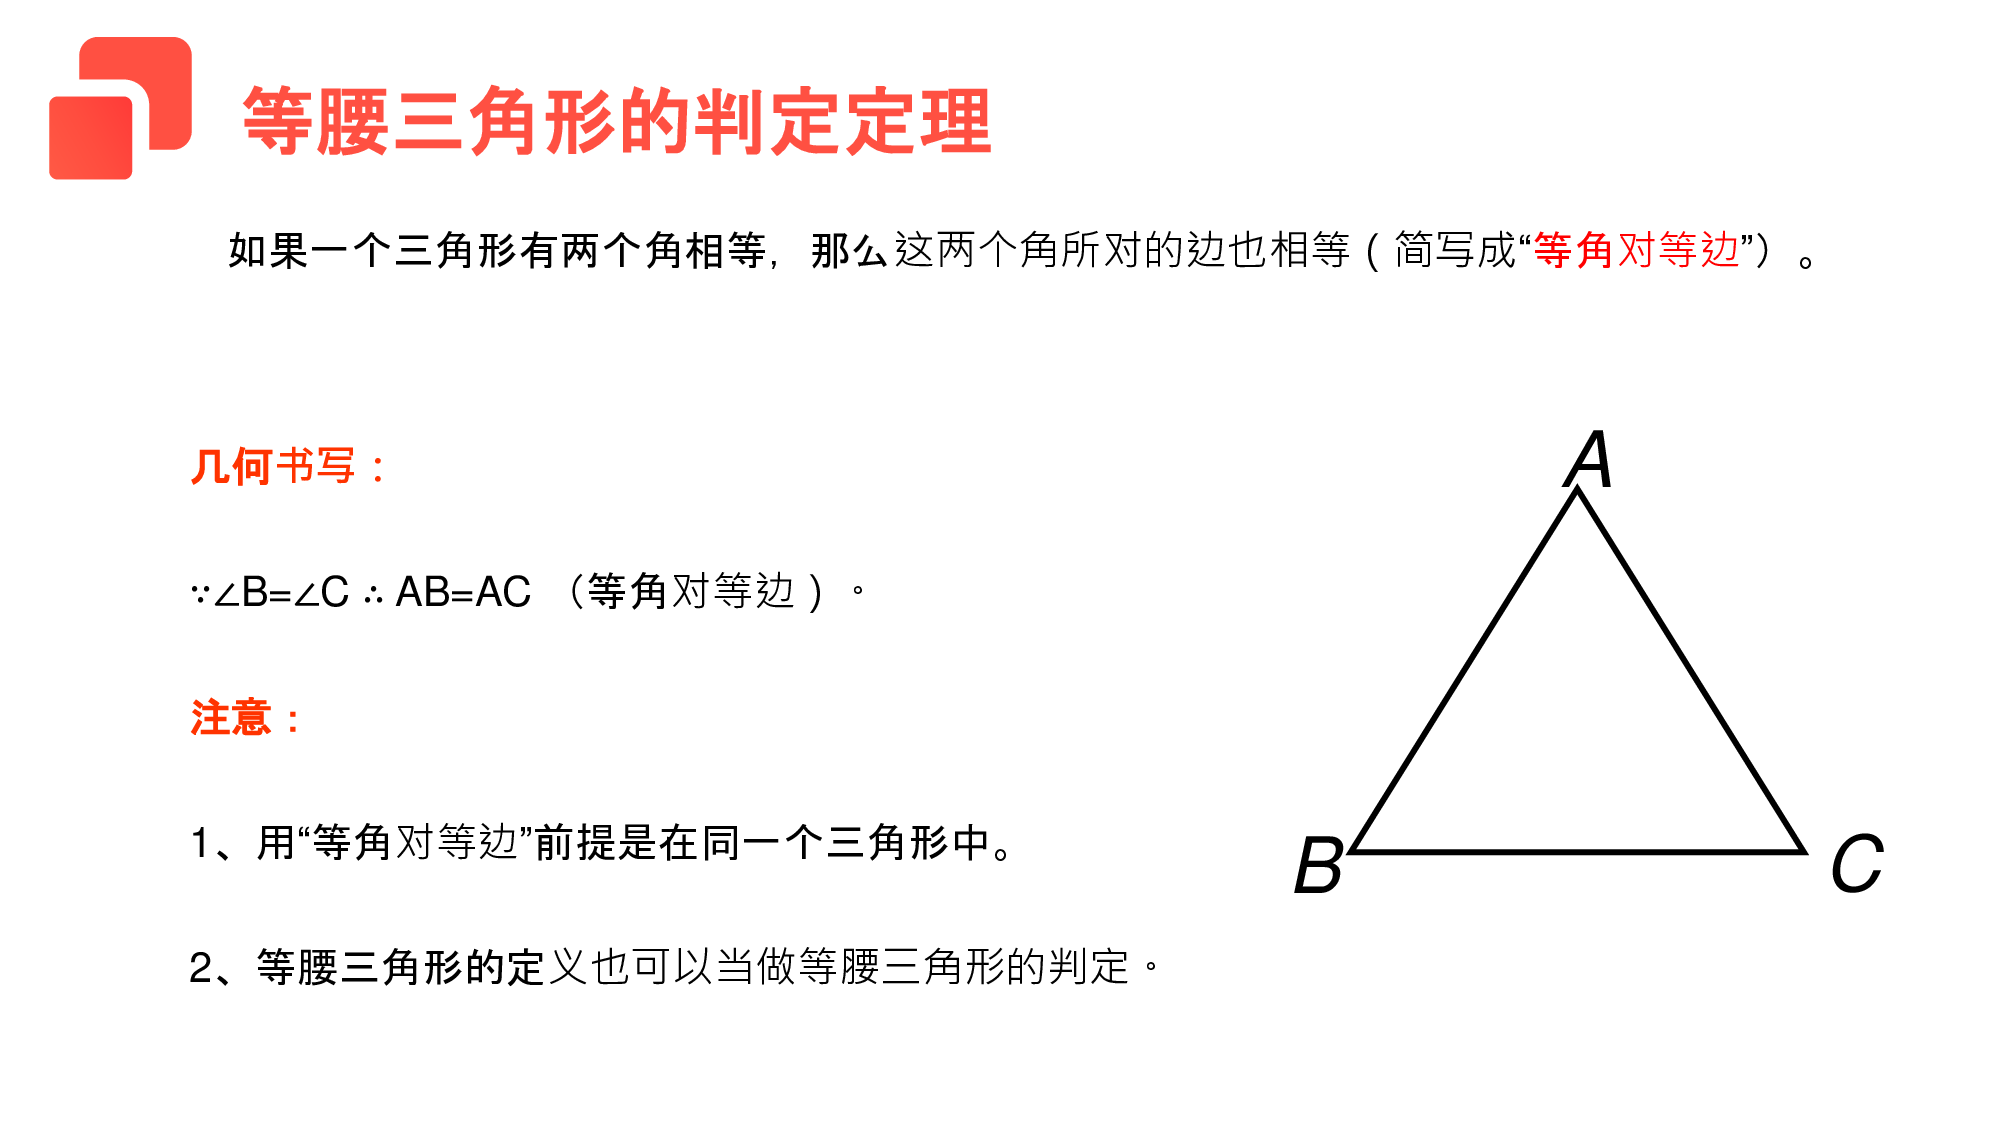 等腰三角形的判定定理
如果一个三角形有两个角相等，那么这两个角所对的边也相等（简写成“等角对等边”）。
几何书写：
∵∠B=∠C ∴ AB=AC （等角对等边）。
注意：
1、用“等角对等边”前提是在同一个三角形中。
2、等腰三角形的定义也可以当做等腰三角形的判定。
A
B
C